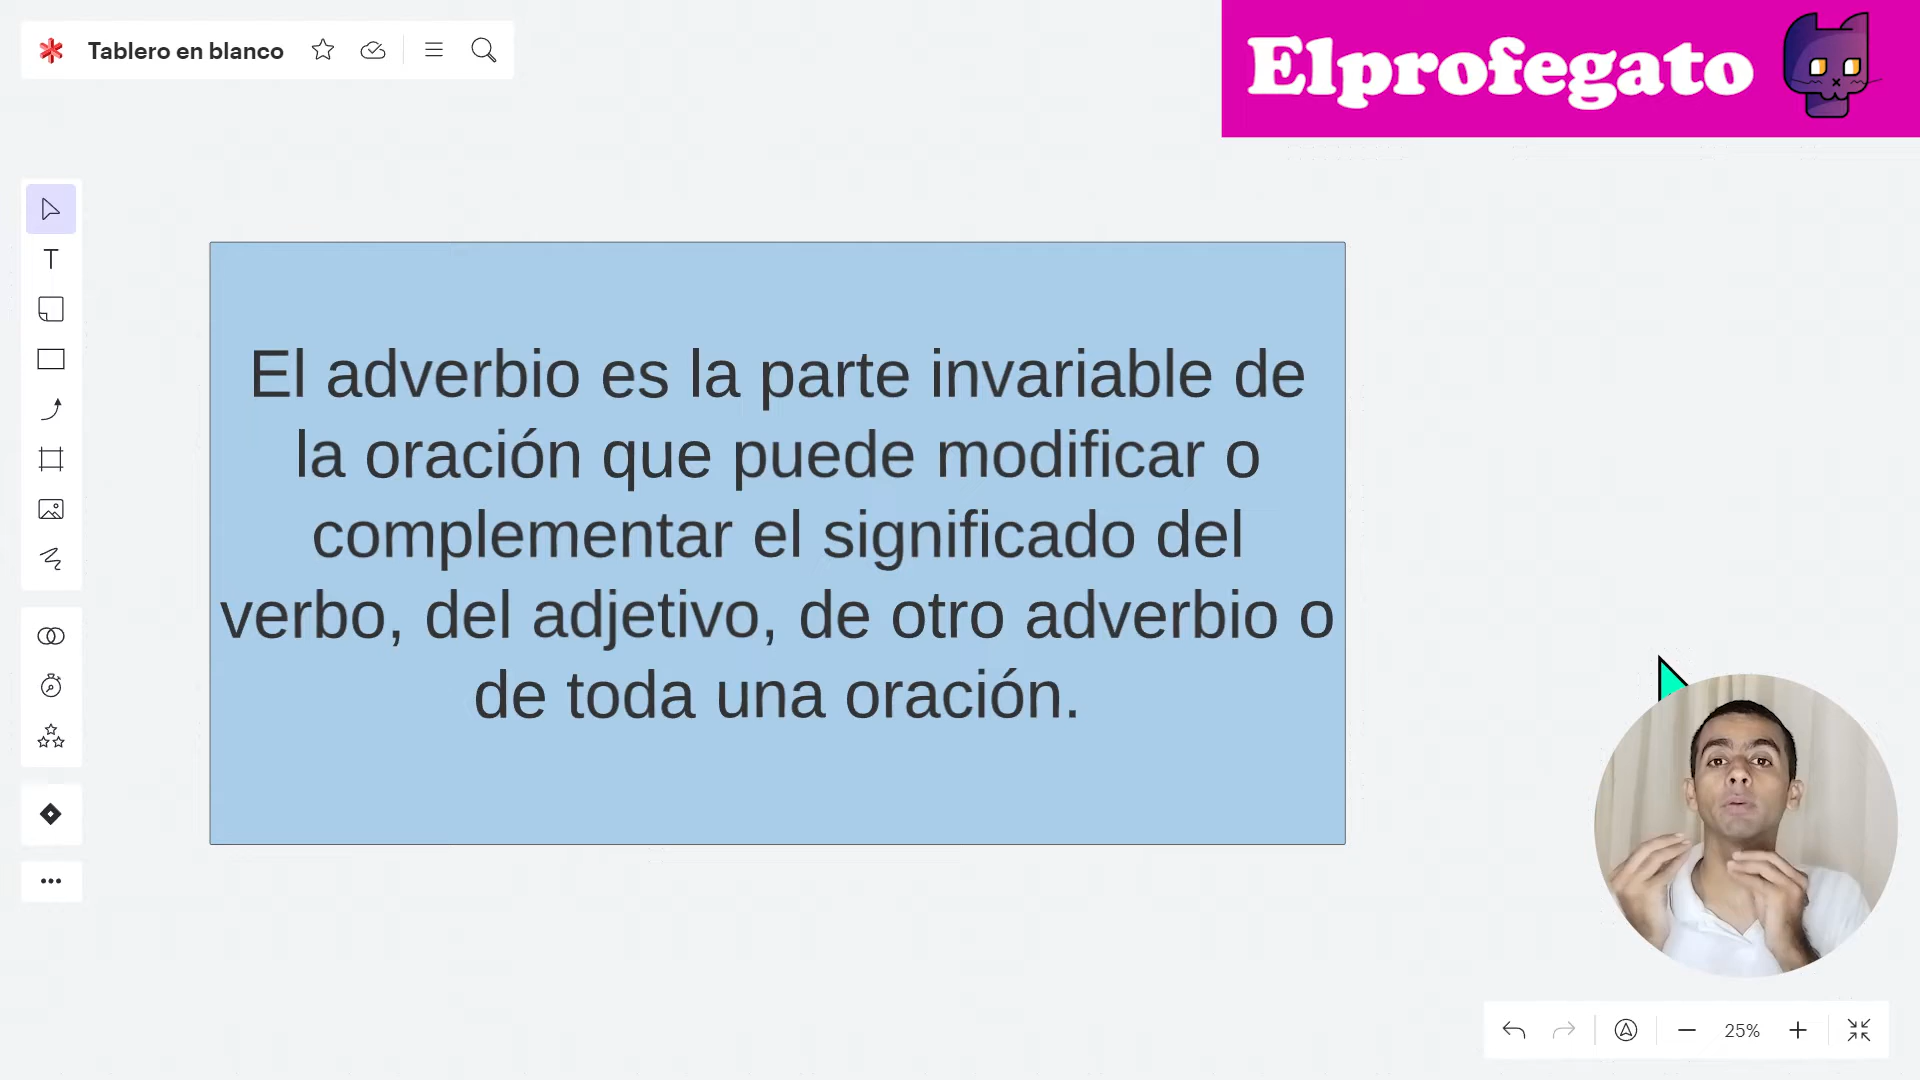 Tablero en blanco
Elprofegato
T
El adverbio es la parte invariable de
la oración que puede modificar o
complementar el significado del
verbo, del adjetivo, de otro adverbio o
de toda una oración.
25%